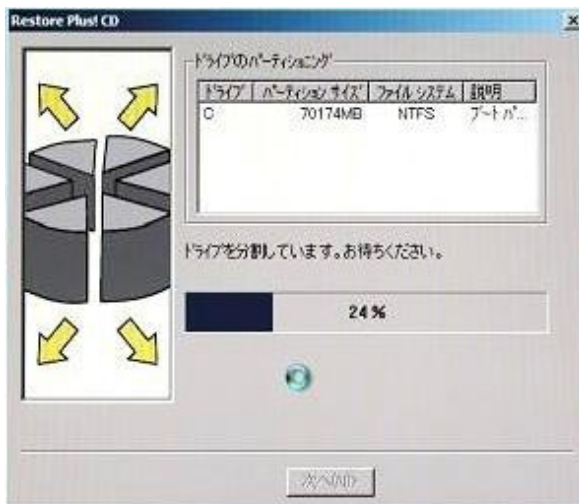 Restore Plus! CD
ドライブのパーティショニング
ドライブ パーティション サイズ ファイル システム 説明
C 70174MB NTFS ブート パ...
ドライブを分割しています。お待ちください。
24%
次へ(N)>